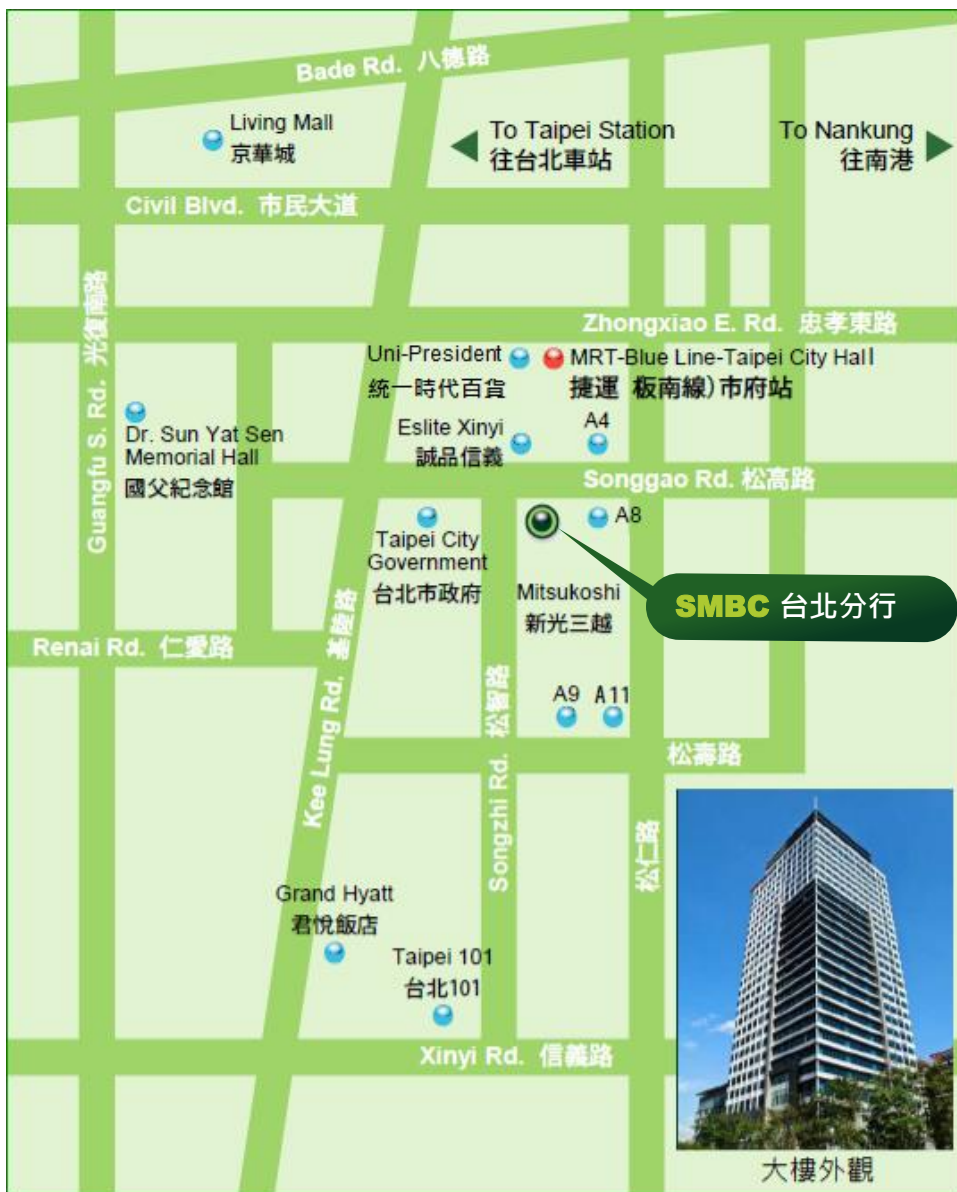 Bade Rd. 八德路
Living Mall
京華城
To Taipei Station
往台北車站
To Nankung
往南港
Civil Blvd. 市民大道
Guangfu S. Rd. 光復南路
Zhongxiao E. Rd. 忠孝東路
Uni-President
統一時代百貨
MRT-Blue Line-Taipei City Hall
捷運 板南線)市府站
Dr. Sun Yat Sen
Memorial Hall
國父紀念館
Eslite Xinyi
誠品信義
A4
Songgao Rd. 松高路
A8
Taipei City
Government
台北市政府
Mitsukoshi
新光三越
SMBC 台北分行
Renai Rd. 仁愛路
Kee Lung Rd. 基隆路
Songzhi Rd. 松智路
A9
A11
松壽路
松仁路
Grand Hyatt
君悅飯店
Taipei 101
台北101
Xinyi Rd. 信義路
大樓外觀